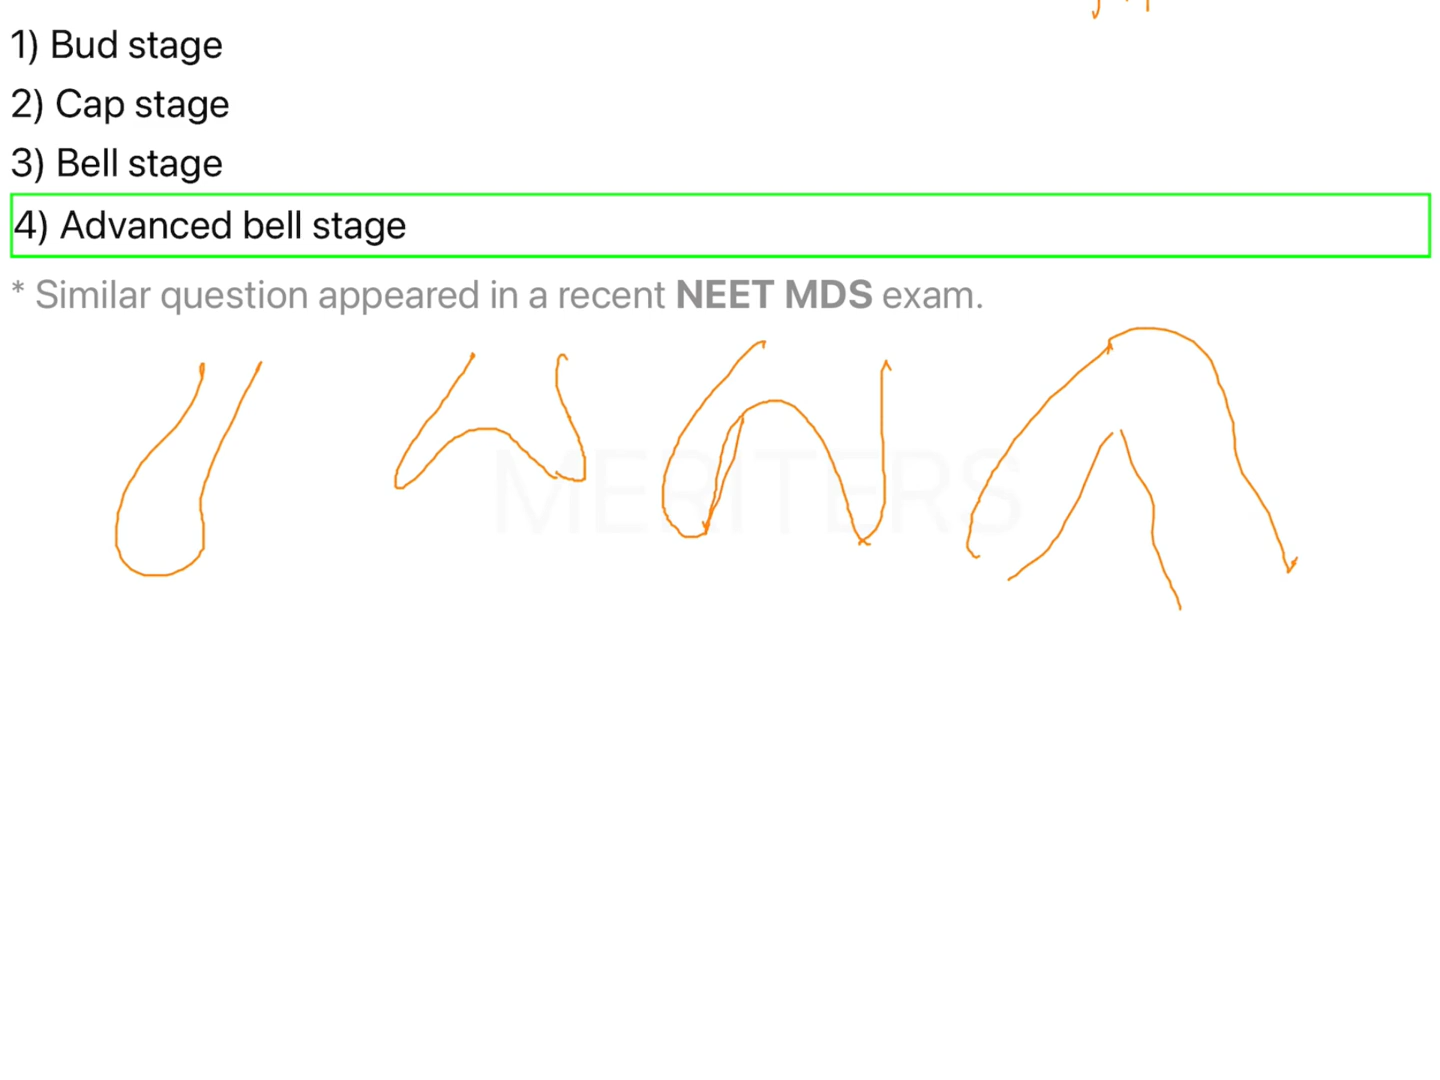 1) Bud stage
2) Cap stage
3) Bell stage
4) Advanced bell stage
* Similar question appeared in a recent NEET MDS exam.
MERITERS